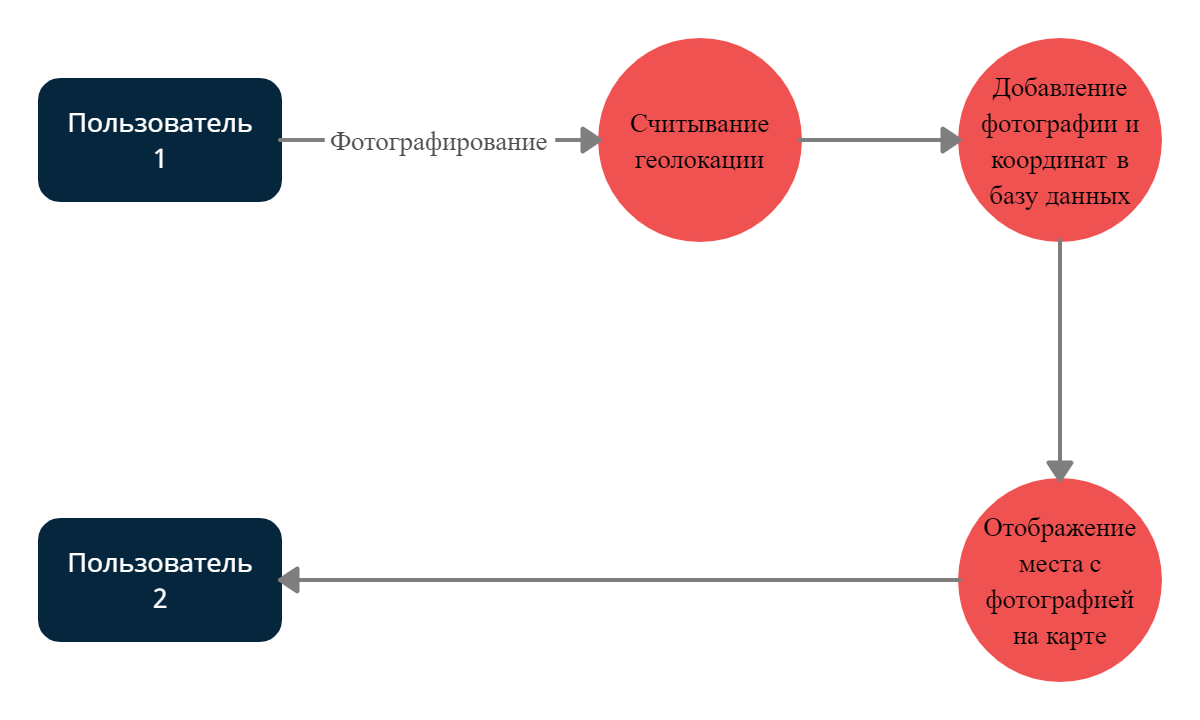 Пользователь
1
Фотографирование
Считывание
геолокации
Добавление
фотографии и
координат в
базу данных
Пользователь
2
Отображение
места с
фотографией
на карте